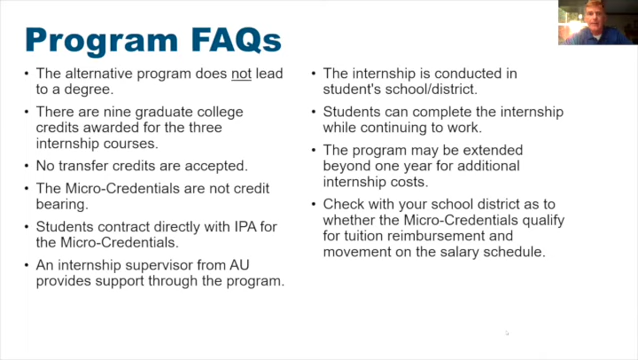 Program FAQs
• The alternative program does not lead
to a degree.
• There are nine graduate college
credits awarded for the three
internship courses.
• No transfer credits are accepted.
• The Micro-Credentials are not credit
bearing.
• Students contract directly with IPA for
the Micro-Credentials.
• An internship supervisor from AU
provides support through the program.
• The internship is conducted in
student's school/district.
• Students can complete the internship
while continuing to work.
• The program may be extended
beyond one year for additional
internship costs.
• Check with your school district as to
whether the Micro-Credentials qualify
for tuition reimbursement and
movement on the salary schedule.